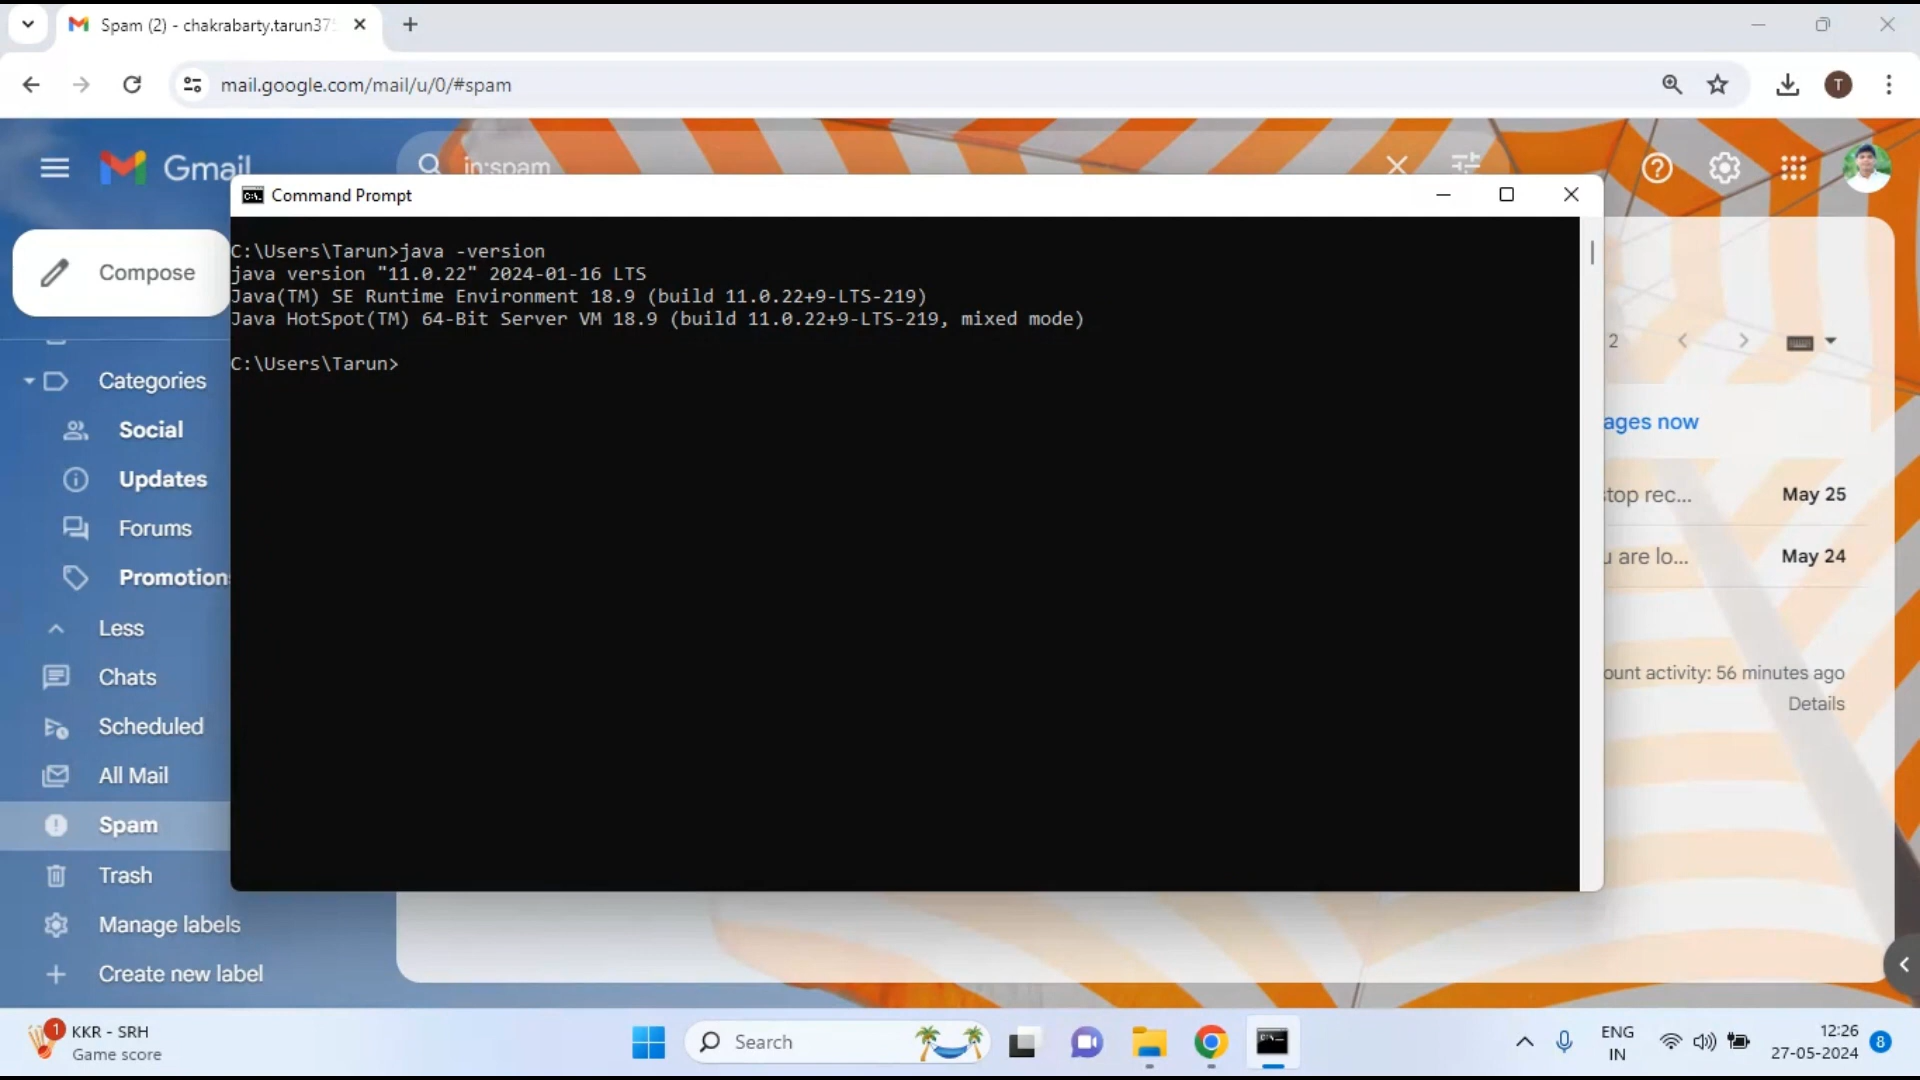 Spam (2) - chakrabarty.tarun37
mail.google.com/mail/u/0/#spam
T
Gmail
in:spam
Command Prompt
Compose
C:\Users\Tarun>java -version
java version "11.0.22" 2024-01-16 LTS
Java(TM) SE Runtime Environment 18.9 (build 11.0.22+9-LTS-219)
Java HotSpot(TM) 64-Bit Server VM 18.9 (build 11.0.22+9-LTS-219, mixed mode)
C:\Users\Tarun>
2
Categories
ages now
Social
Updates
stop rec...
May 25
Forums
u are lo...
May 24
Promotion
Less
Chats
ount activity: 56 minutes ago
Details
Scheduled
All Mail
Spam
Trash
Manage labels
Create new label
1
KKR - SRH
Game score
Search
ENG
IN
12:26
27-05-2024
8